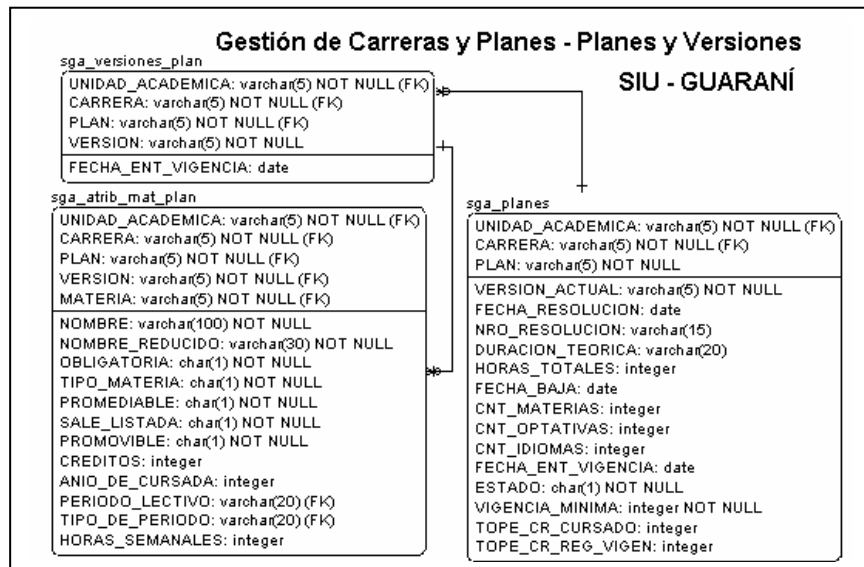 Gestión de Carreras y Planes - Planes y Versiones
SIU - GUARANÍ
sga_versiones_plan
UNIDAD_ACADEMICA: varchar(5) NOT NULL (FK)
CARRERA: varchar(5) NOT NULL (FK)
PLAN: varchar(5) NOT NULL (FK)
VERSION: varchar(5) NOT NULL
FECHA_ENT_VIGENCIA: date
sga_atrib_mat_plan
UNIDAD_ACADEMICA: varchar(5) NOT NULL (FK)
CARRERA: varchar(5) NOT NULL (FK)
PLAN: varchar(5) NOT NULL (FK)
VERSION: varchar(5) NOT NULL (FK)
MATERIA: varchar(5) NOT NULL (FK)
NOMBRE: varchar(100) NOT NULL
NOMBRE_REDUCIDO: varchar(30) NOT NULL
OBLIGATORIA: char(1) NOT NULL
TIPO_MATERIA: char(1) NOT NULL
PROMEDIABLE: char(1) NOT NULL
SALE_LISTADA: char(1) NOT NULL
PROMOVIBLE: char(1) NOT NULL
CREDITOS: integer
ANIO_DE_CURSADA: integer
PERIODO_LECTIVO: varchar(20) (FK)
TIPO_DE_PERIODO: varchar(20) (FK)
HORAS_SEMANALES: integer
sga_planes
UNIDAD_ACADEMICA: varchar(5) NOT NULL (FK)
CARRERA: varchar(5) NOT NULL (FK)
PLAN: varchar(5) NOT NULL
VERSION_ACTUAL: varchar(5) NOT NULL
FECHA_RESOLUCION: date
NRO_RESOLUCION: varchar(15)
DURACION_TEORICA: varchar(20)
HORAS_TOTALES: integer
FECHA_BAJA: date
CNT_MATERIAS: integer
CNT_OPTATIVAS: integer
CNT_IDIOMAS: integer
FECHA_ENT_VIGENCIA: date
ESTADO: char(1) NOT NULL
VIGENCIA_MINIMA: integer NOT NULL
TOPE_CR_CURSADO: integer
TOPE_CR_REG_VIGEN: integer